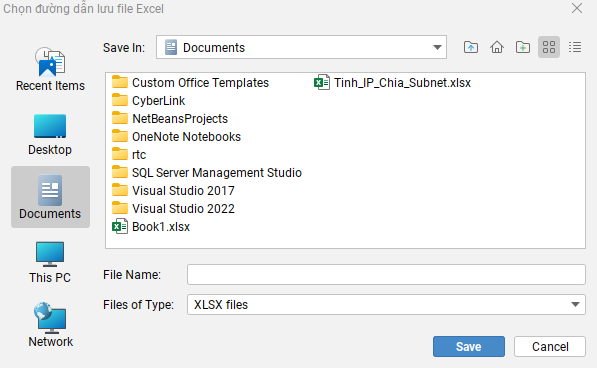 Chọn đường dẫn lưu file Excel
Save In:
Documents
Recent Items
Desktop
Documents
This PC
Network
Custom Office Templates
CyberLink
NetBeansProjects
OneNote Notebooks
rtc
SQL Server Management Studio
Visual Studio 2017
Visual Studio 2022
Book1.xlsx
Tinh_IP_Chia_Subnet.xlsx
File Name:
Files of Type:
XLSX files
Save
Cancel